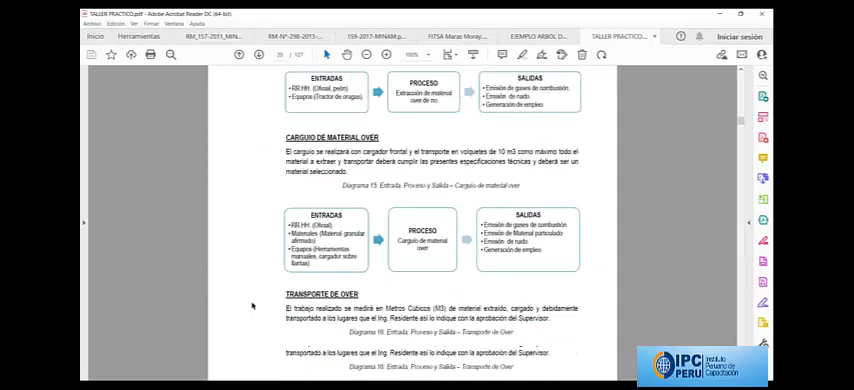 TALLER PRACTICO.pdf - Adobe Acrobat Reader DC (64-bit)
Archivo Edición Ver Firmar Ventana Ayuda
Inicio Herramientas RM_157-2011_MIN... RM-Nº-298-2013-... 159-2017-MINAM.p... FITSA Maras Moray.... EJEMPLO ARBOL D... TALLER PRACTICO.... Iniciar sesión
/ 127 100%
ENTRADAS
• RR.HH. (Oficial, peón)
• Equipos (Tractor de orugas).
PROCESO
Extracción de material
over de rio
SALIDAS
• Emisión de gases de combustión.
• Emisión de ruido.
• Generación de empleo
CARGUIO DE MATERIAL OVER
El carguío se realizará con cargador frontal y el transporte en volquetes de 10 m3 como máximo todo el
material a extraer y transportar deberá cumplir las presentes especificaciones técnicas y deberá ser un
material seleccionado.
Diagrama 15: Entrada, Proceso y Salida – Carguío de material over
ENTRADAS
• RR.HH. (Oficial).
• Materiales (Material granular
afirmado)
• Equipos (Herramientas
manuales, cargador sobre
llantas).
PROCESO
Carguío de material
over
SALIDAS
• Emisión de gases de combustión.
• Emisión de Material particulado
• Emisión de ruido.
• Generación de empleo
TRANSPORTE DE OVER
El trabajo realizado se medirá en Metros Cúbicos (M3) de material extraído, cargado y debidamente
transportado a los lugares que el Ing. Residente así lo indique con la aprobación del Supervisor.
Diagrama 16: Entrada, Proceso y Salida – Transporte de Over
transportado a los lugares que el Ing. Residente así lo indique con la aprobación del Supervisor.
Diagrama 16: Entrada, Proceso y Salida – Transporte de Over
IPC PERU
Instituto
Peruano de
Capacitación